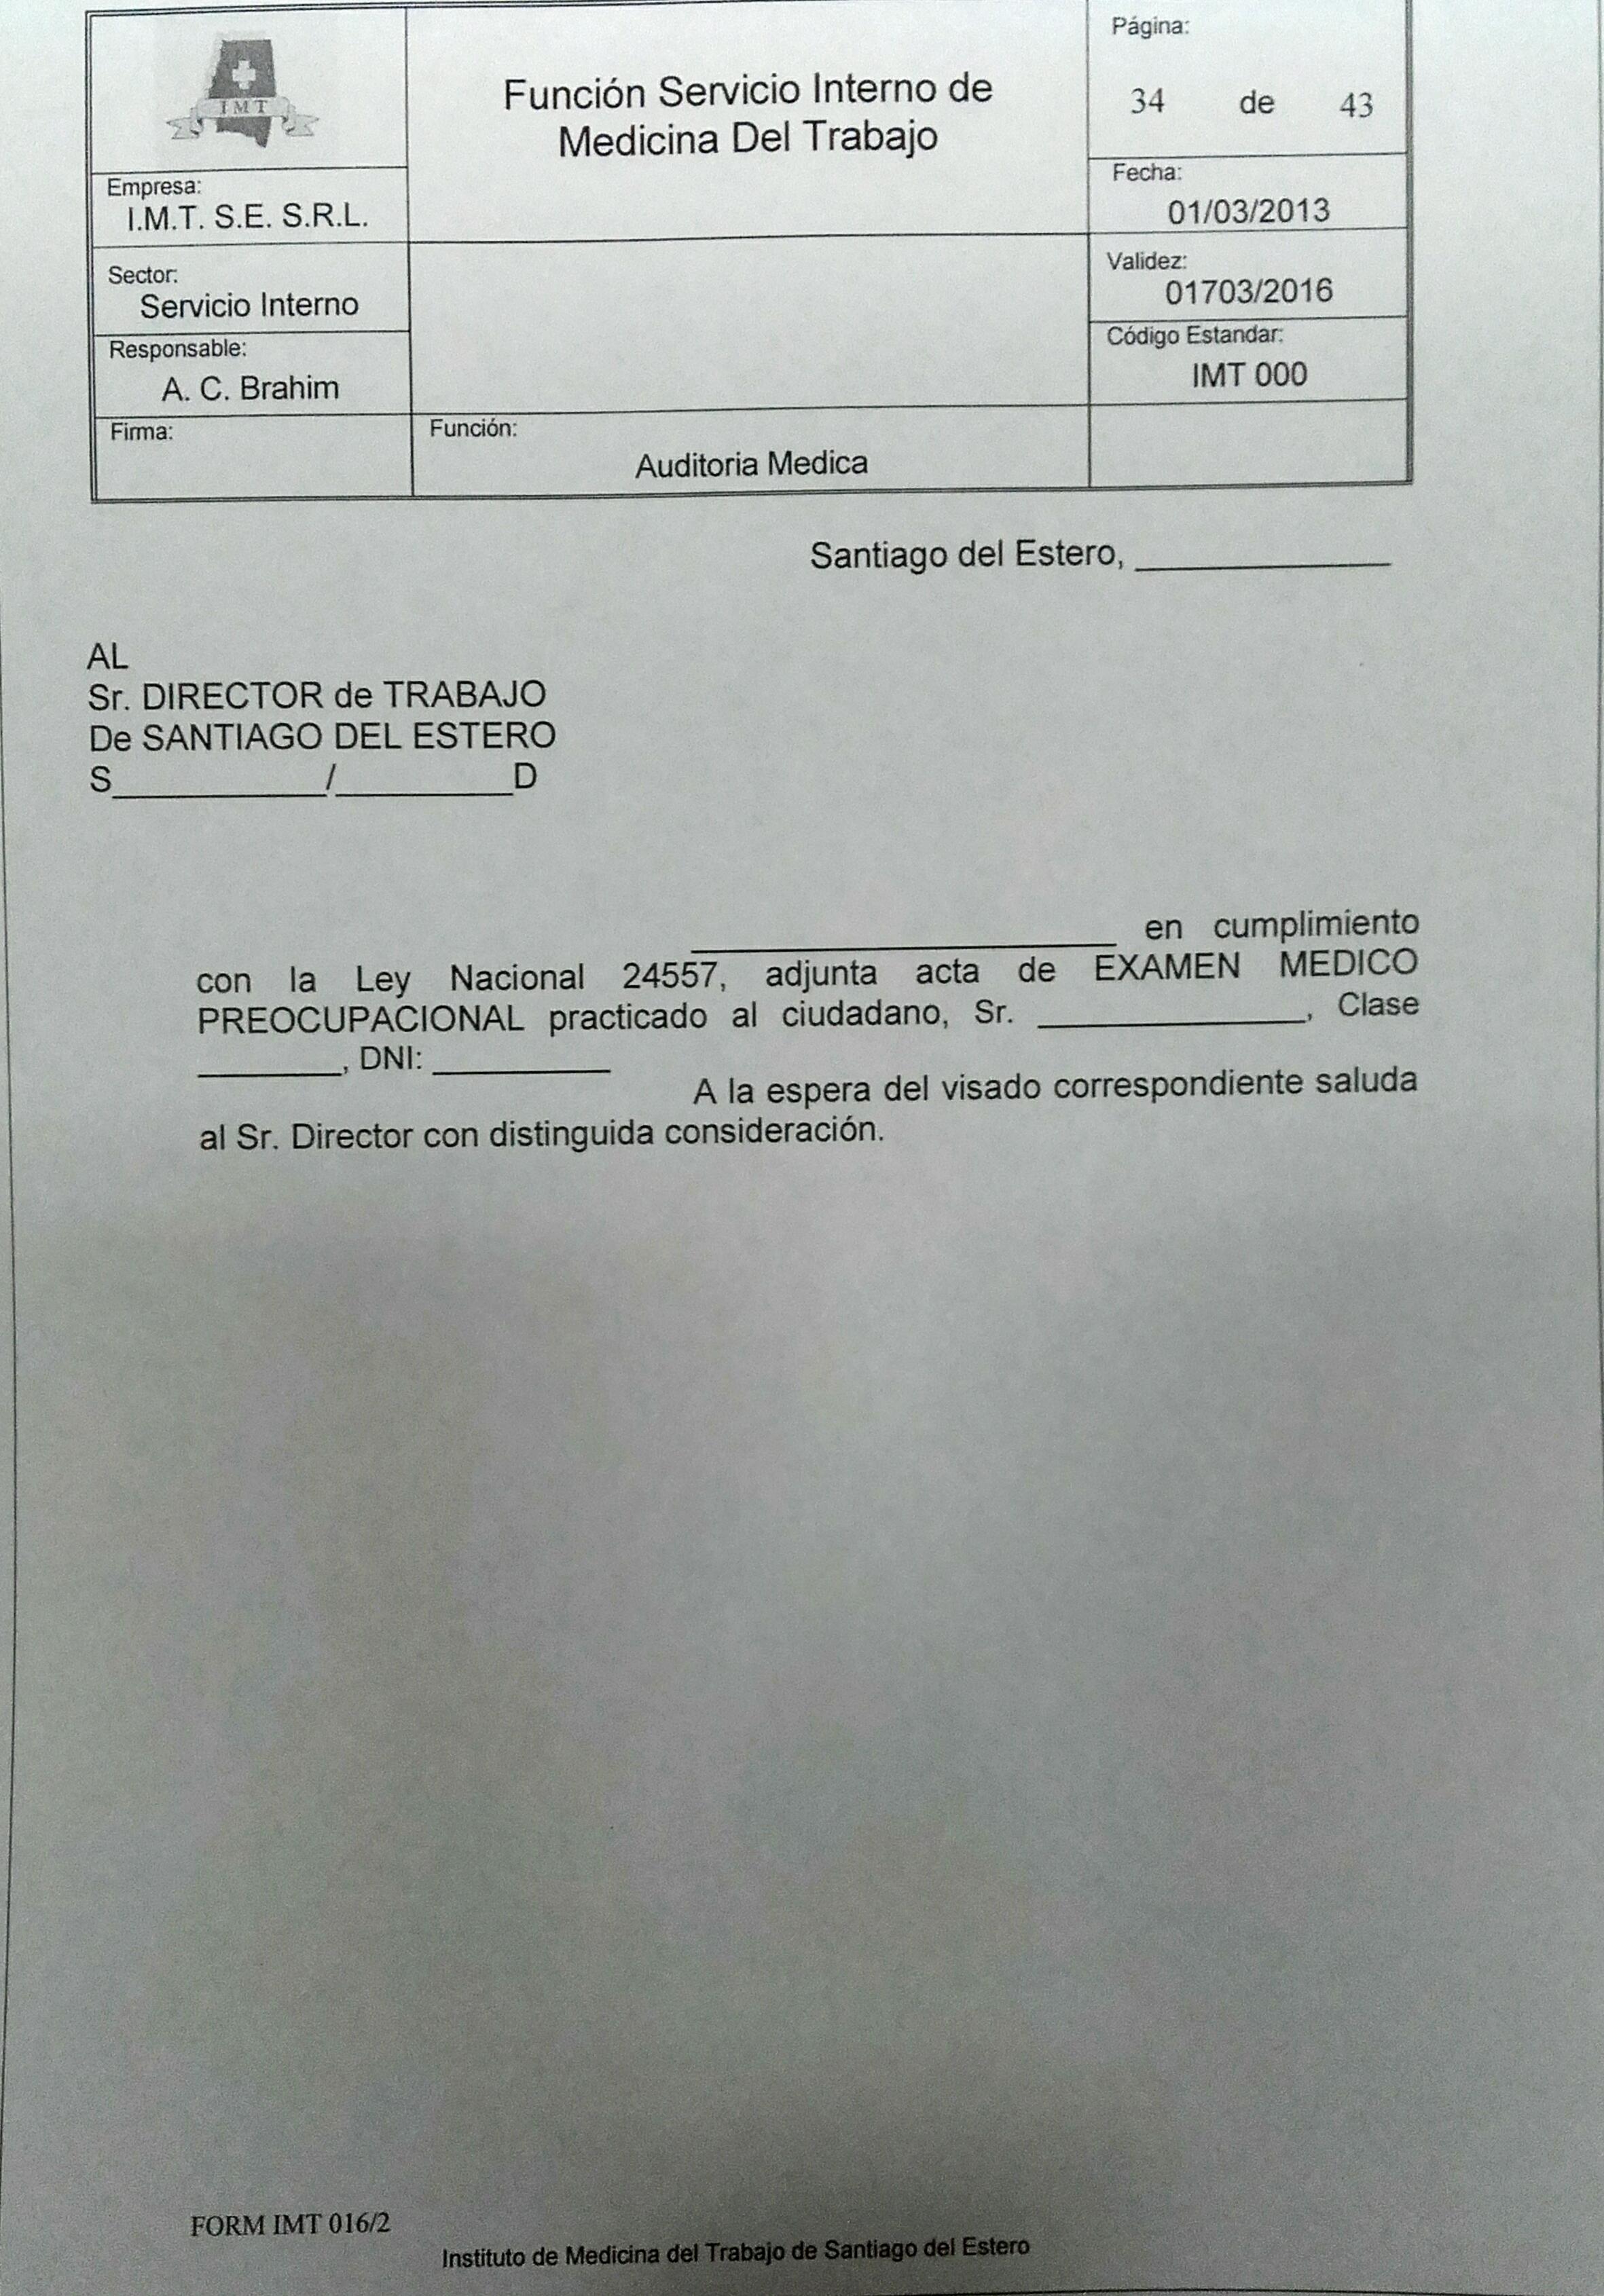 IMT
Función Servicio Interno de
Medicina Del Trabajo
Página:
34 de 43
Empresa:
I.M.T. S.E. S.R.L.
Fecha:
01/03/2013
Sector:
Servicio Interno
Validez:
01703/2016
Responsable:
A. C. Brahim
Código Estandar:
IMT 000
Firma:
Función:
Auditoria Medica
Santiago del Estero, ______________
AL
Sr. DIRECTOR de TRABAJO
De SANTIAGO DEL ESTERO
S____________/__________D
________________________ en cumplimiento
con la Ley Nacional 24557, adjunta acta de EXAMEN MEDICO
PREOCUPACIONAL practicado al ciudadano, Sr. _______________, Clase
________, DNI: __________
A la espera del visado correspondiente saluda
al Sr. Director con distinguida consideración.
FORM IMT 016/2
Instituto de Medicina del Trabajo de Santiago del Estero